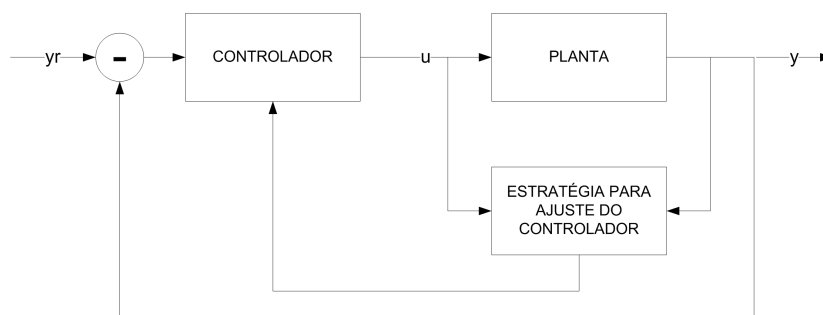 yr
-
CONTROLADOR
u
PLANTA
y
ESTRATÉGIA PARA
AJUSTE DO
CONTROLADOR